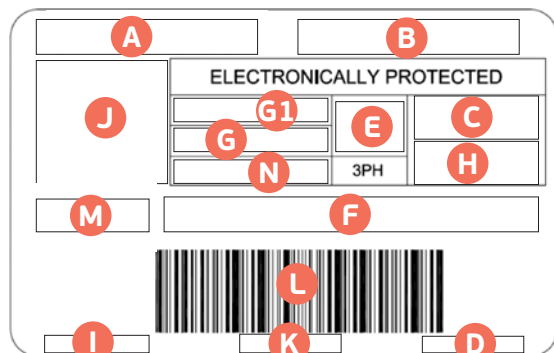 A B
ELECTRONICALLY PROTECTED
J G1 E C
G
N 3PH H
M F
L
I K D